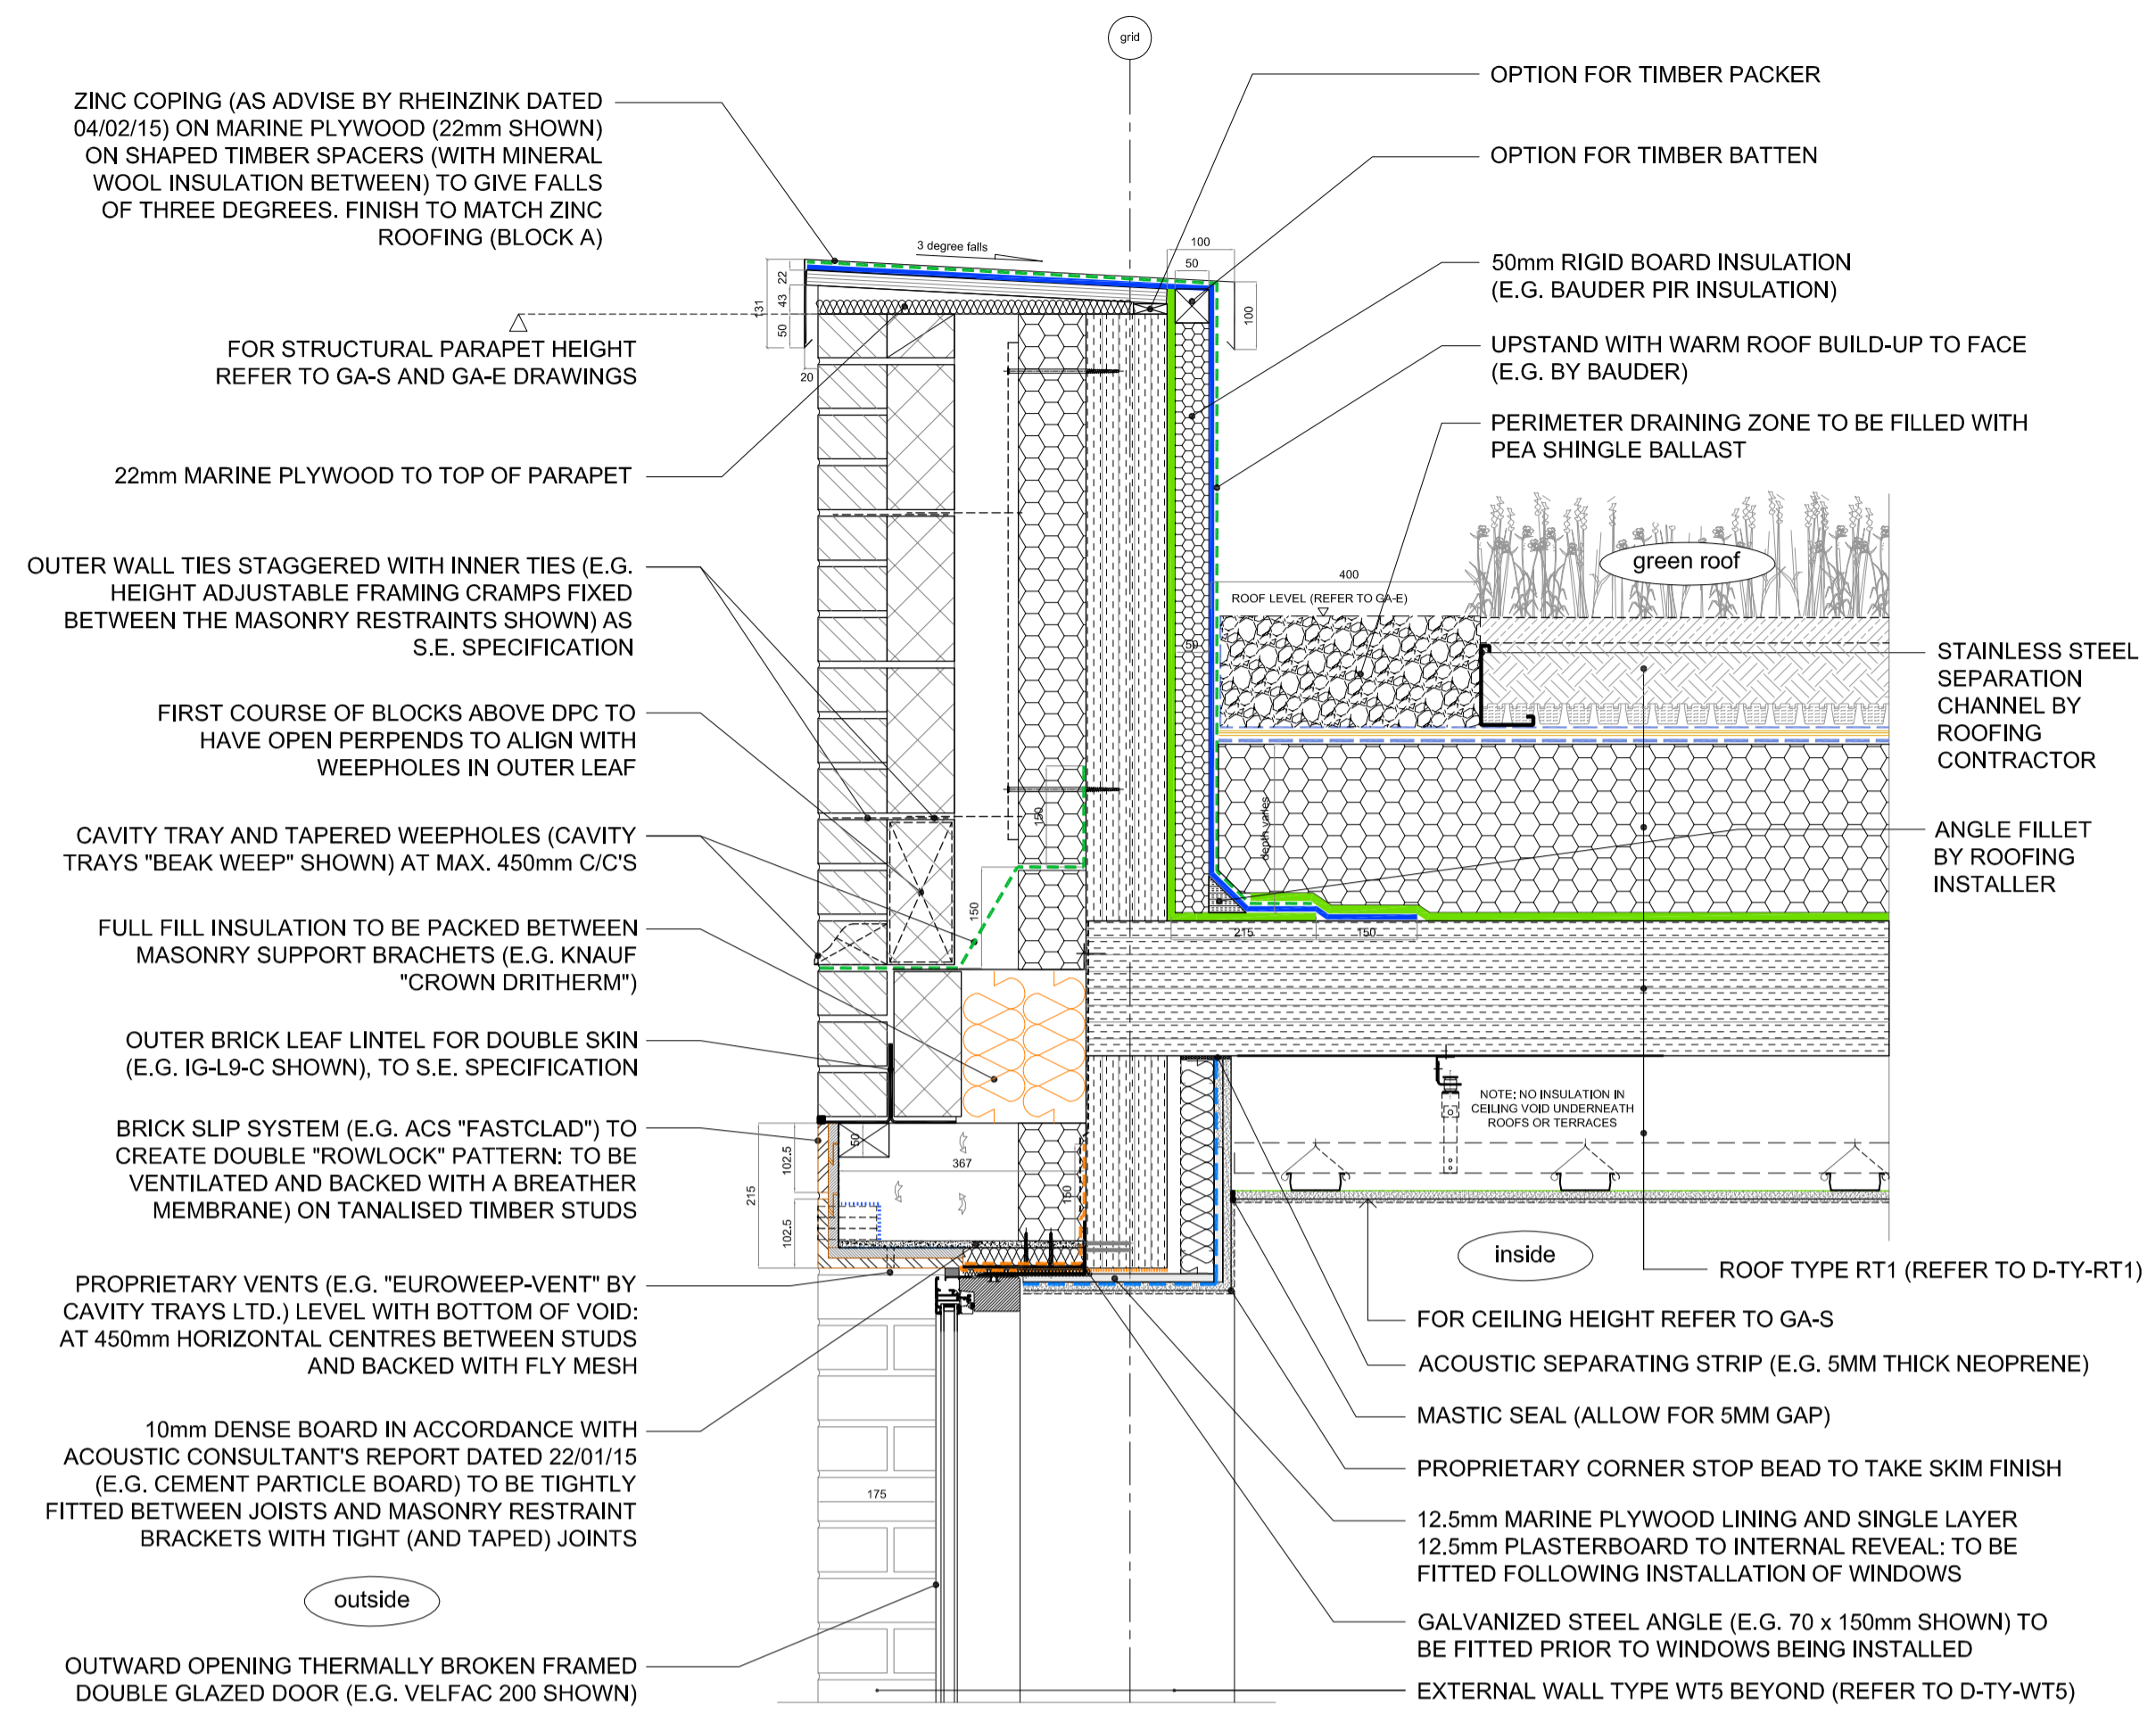 grid
ZINC COPING (AS ADVISE BY RHEINZINK DATED
04/02/15) ON MARINE PLYWOOD (22mm SHOWN)
ON SHAPED TIMBER SPACERS (WITH MINERAL
WOOL INSULATION BETWEEN) TO GIVE FALLS
OF THREE DEGREES. FINISH TO MATCH ZINC
ROOFING (BLOCK A)
FOR STRUCTURAL PARAPET HEIGHT
REFER TO GA-S AND GA-E DRAWINGS
22mm MARINE PLYWOOD TO TOP OF PARAPET
OUTER WALL TIES STAGGERED WITH INNER TIES (E.G.
HEIGHT ADJUSTABLE FRAMING CRAMPS FIXED
BETWEEN THE MASONRY RESTRAINTS SHOWN) AS
S.E. SPECIFICATION
FIRST COURSE OF BLOCKS ABOVE DPC TO
HAVE OPEN PERPENDS TO ALIGN WITH
WEEPHOLES IN OUTER LEAF
CAVITY TRAY AND TAPERED WEEPHOLES (CAVITY
TRAYS "BEAK WEEP" SHOWN) AT MAX. 450mm C/C'S
FULL FILL INSULATION TO BE PACKED BETWEEN
MASONRY SUPPORT BRACHETS (E.G. KNAUF
"CROWN DRITHERM")
OUTER BRICK LEAF LINTEL FOR DOUBLE SKIN
(E.G. IG-L9-C SHOWN), TO S.E. SPECIFICATION
BRICK SLIP SYSTEM (E.G. ACS "FASTCLAD") TO
CREATE DOUBLE "ROWLOCK" PATTERN: TO BE
VENTILATED AND BACKED WITH A BREATHER
MEMBRANE) ON TANALISED TIMBER STUDS
PROPRIETARY VENTS (E.G. "EUROWEEP-VENT" BY
CAVITY TRAYS LTD.) LEVEL WITH BOTTOM OF VOID:
AT 450mm HORIZONTAL CENTRES BETWEEN STUDS
AND BACKED WITH FLY MESH
10mm DENSE BOARD IN ACCORDANCE WITH
ACOUSTIC CONSULTANT'S REPORT DATED 22/01/15
(E.G. CEMENT PARTICLE BOARD) TO BE TIGHTLY
FITTED BETWEEN JOISTS AND MASONRY RESTRAINT
BRACKETS WITH TIGHT (AND TAPED) JOINTS
outside
OUTWARD OPENING THERMALLY BROKEN FRAMED
DOUBLE GLAZED DOOR (E.G. VELFAC 200 SHOWN)
3 degree falls
100
50
131
22
43
50
20
100
400
ROOF LEVEL (REFER TO GA-E)
50
150
depth varies
150
215
150
50
367
150
215
102.5
102.5
175
NOTE: NO INSULATION IN
CEILING VOID UNDERNEATH
ROOFS OR TERRACES
OPTION FOR TIMBER PACKER
OPTION FOR TIMBER BATTEN
50mm RIGID BOARD INSULATION
(E.G. BAUDER PIR INSULATION)
UPSTAND WITH WARM ROOF BUILD-UP TO FACE
(E.G. BY BAUDER)
PERIMETER DRAINING ZONE TO BE FILLED WITH
PEA SHINGLE BALLAST
green roof
STAINLESS STEEL
SEPARATION
CHANNEL BY
ROOFING
CONTRACTOR
ANGLE FILLET
BY ROOFING
INSTALLER
inside
ROOF TYPE RT1 (REFER TO D-TY-RT1)
FOR CEILING HEIGHT REFER TO GA-S
ACOUSTIC SEPARATING STRIP (E.G. 5MM THICK NEOPRENE)
MASTIC SEAL (ALLOW FOR 5MM GAP)
PROPRIETARY CORNER STOP BEAD TO TAKE SKIM FINISH
12.5mm MARINE PLYWOOD LINING AND SINGLE LAYER
12.5mm PLASTERBOARD TO INTERNAL REVEAL: TO BE
FITTED FOLLOWING INSTALLATION OF WINDOWS
GALVANIZED STEEL ANGLE (E.G. 70 x 150mm SHOWN) TO
BE FITTED PRIOR TO WINDOWS BEING INSTALLED
EXTERNAL WALL TYPE WT5 BEYOND (REFER TO D-TY-WT5)